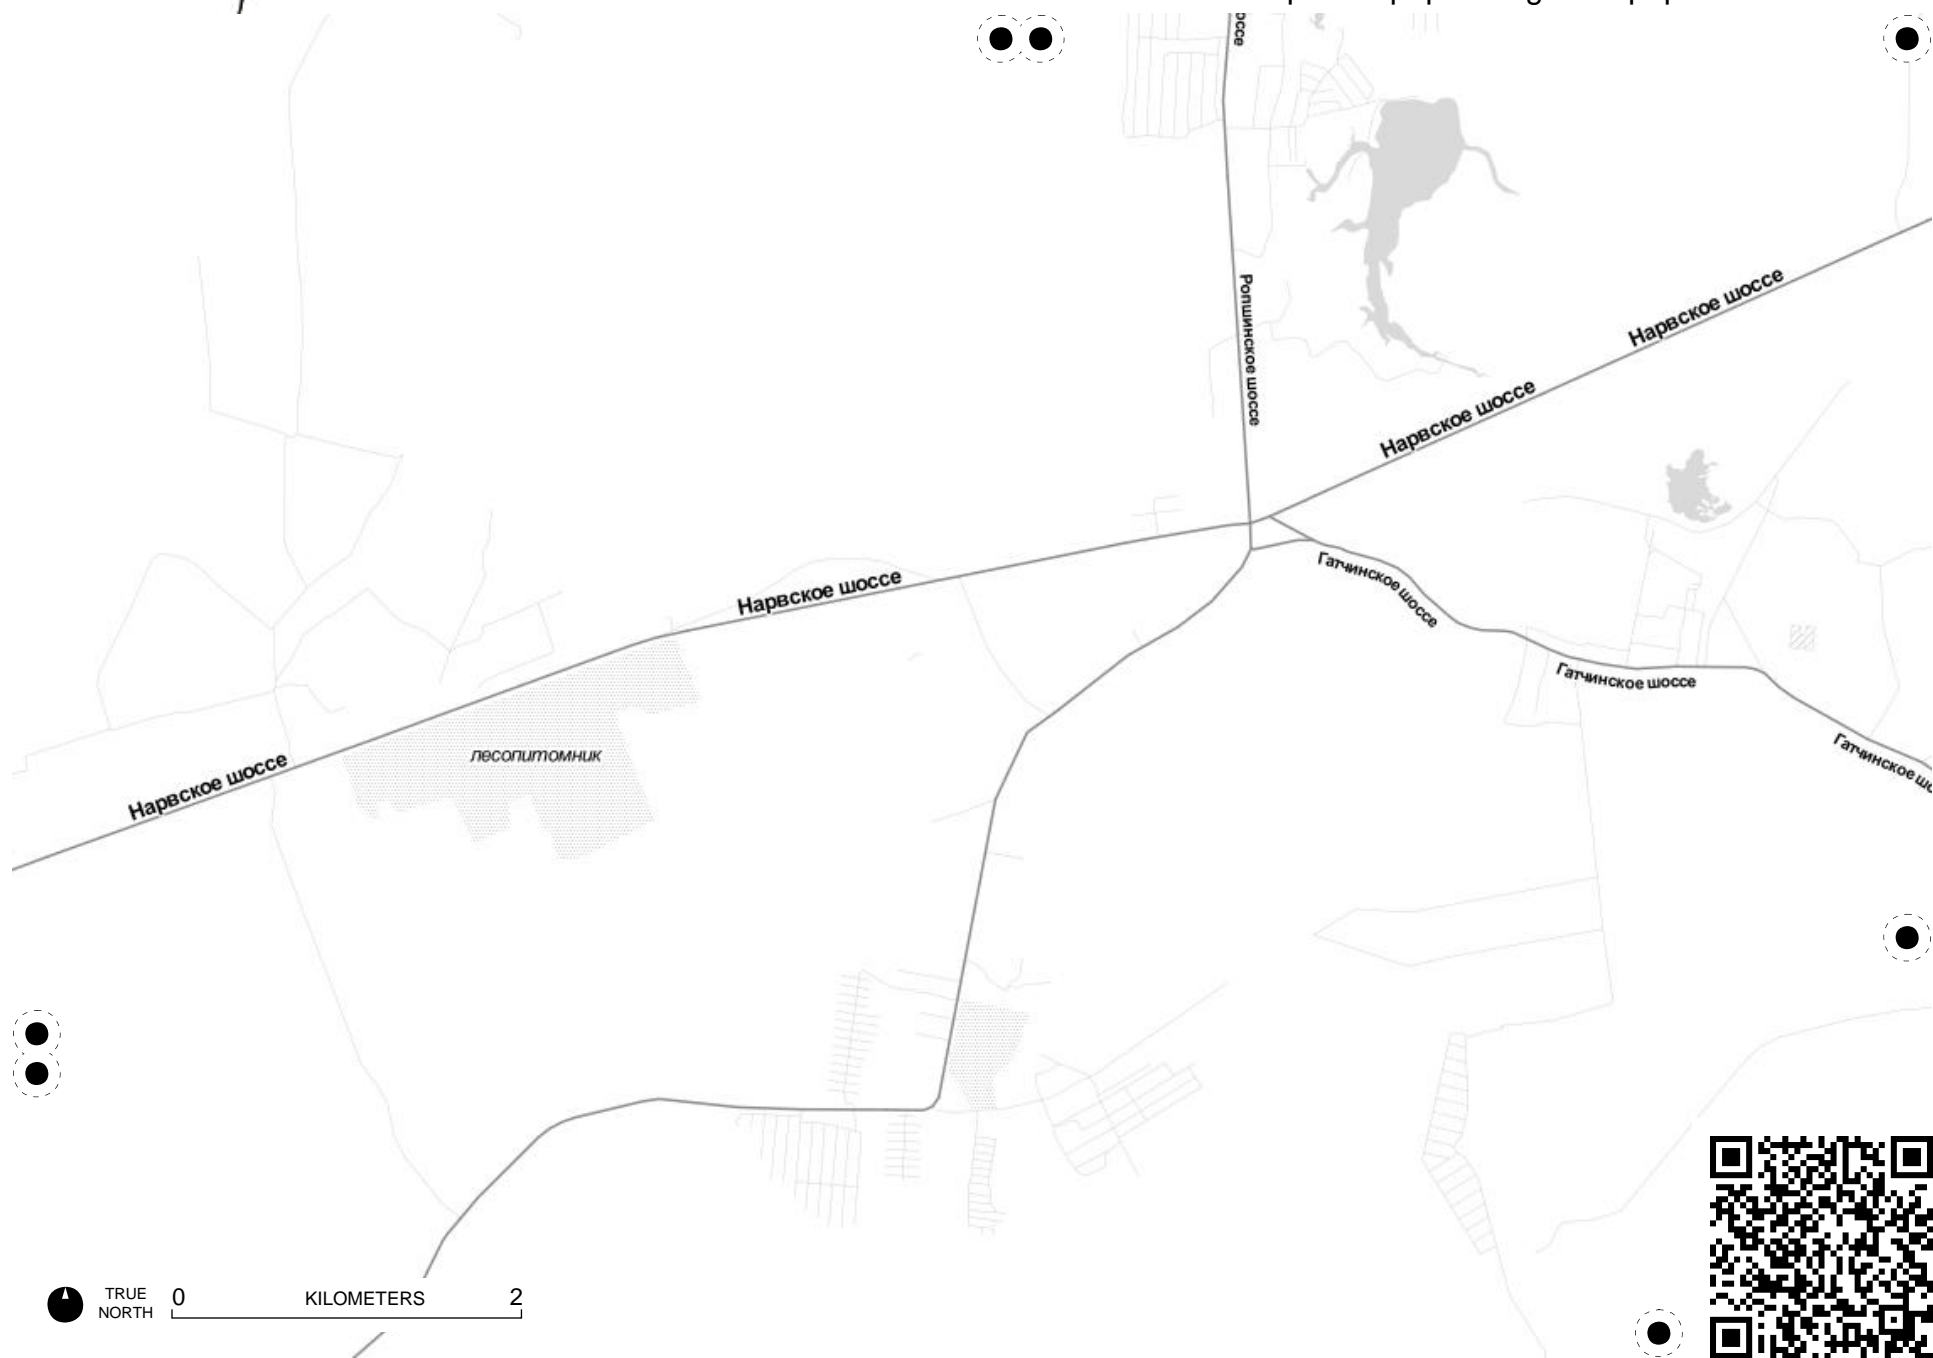 Ропшинское шоссе
Нарвское шоссе
Нарвское шоссе
Нарвское шоссе
Гатчинское шоссе
Гатчинское шоссе
Гатчинское
лесопитомник
Нарвское шоссе
TRUE
NORTH
0 KILOMETERS 2